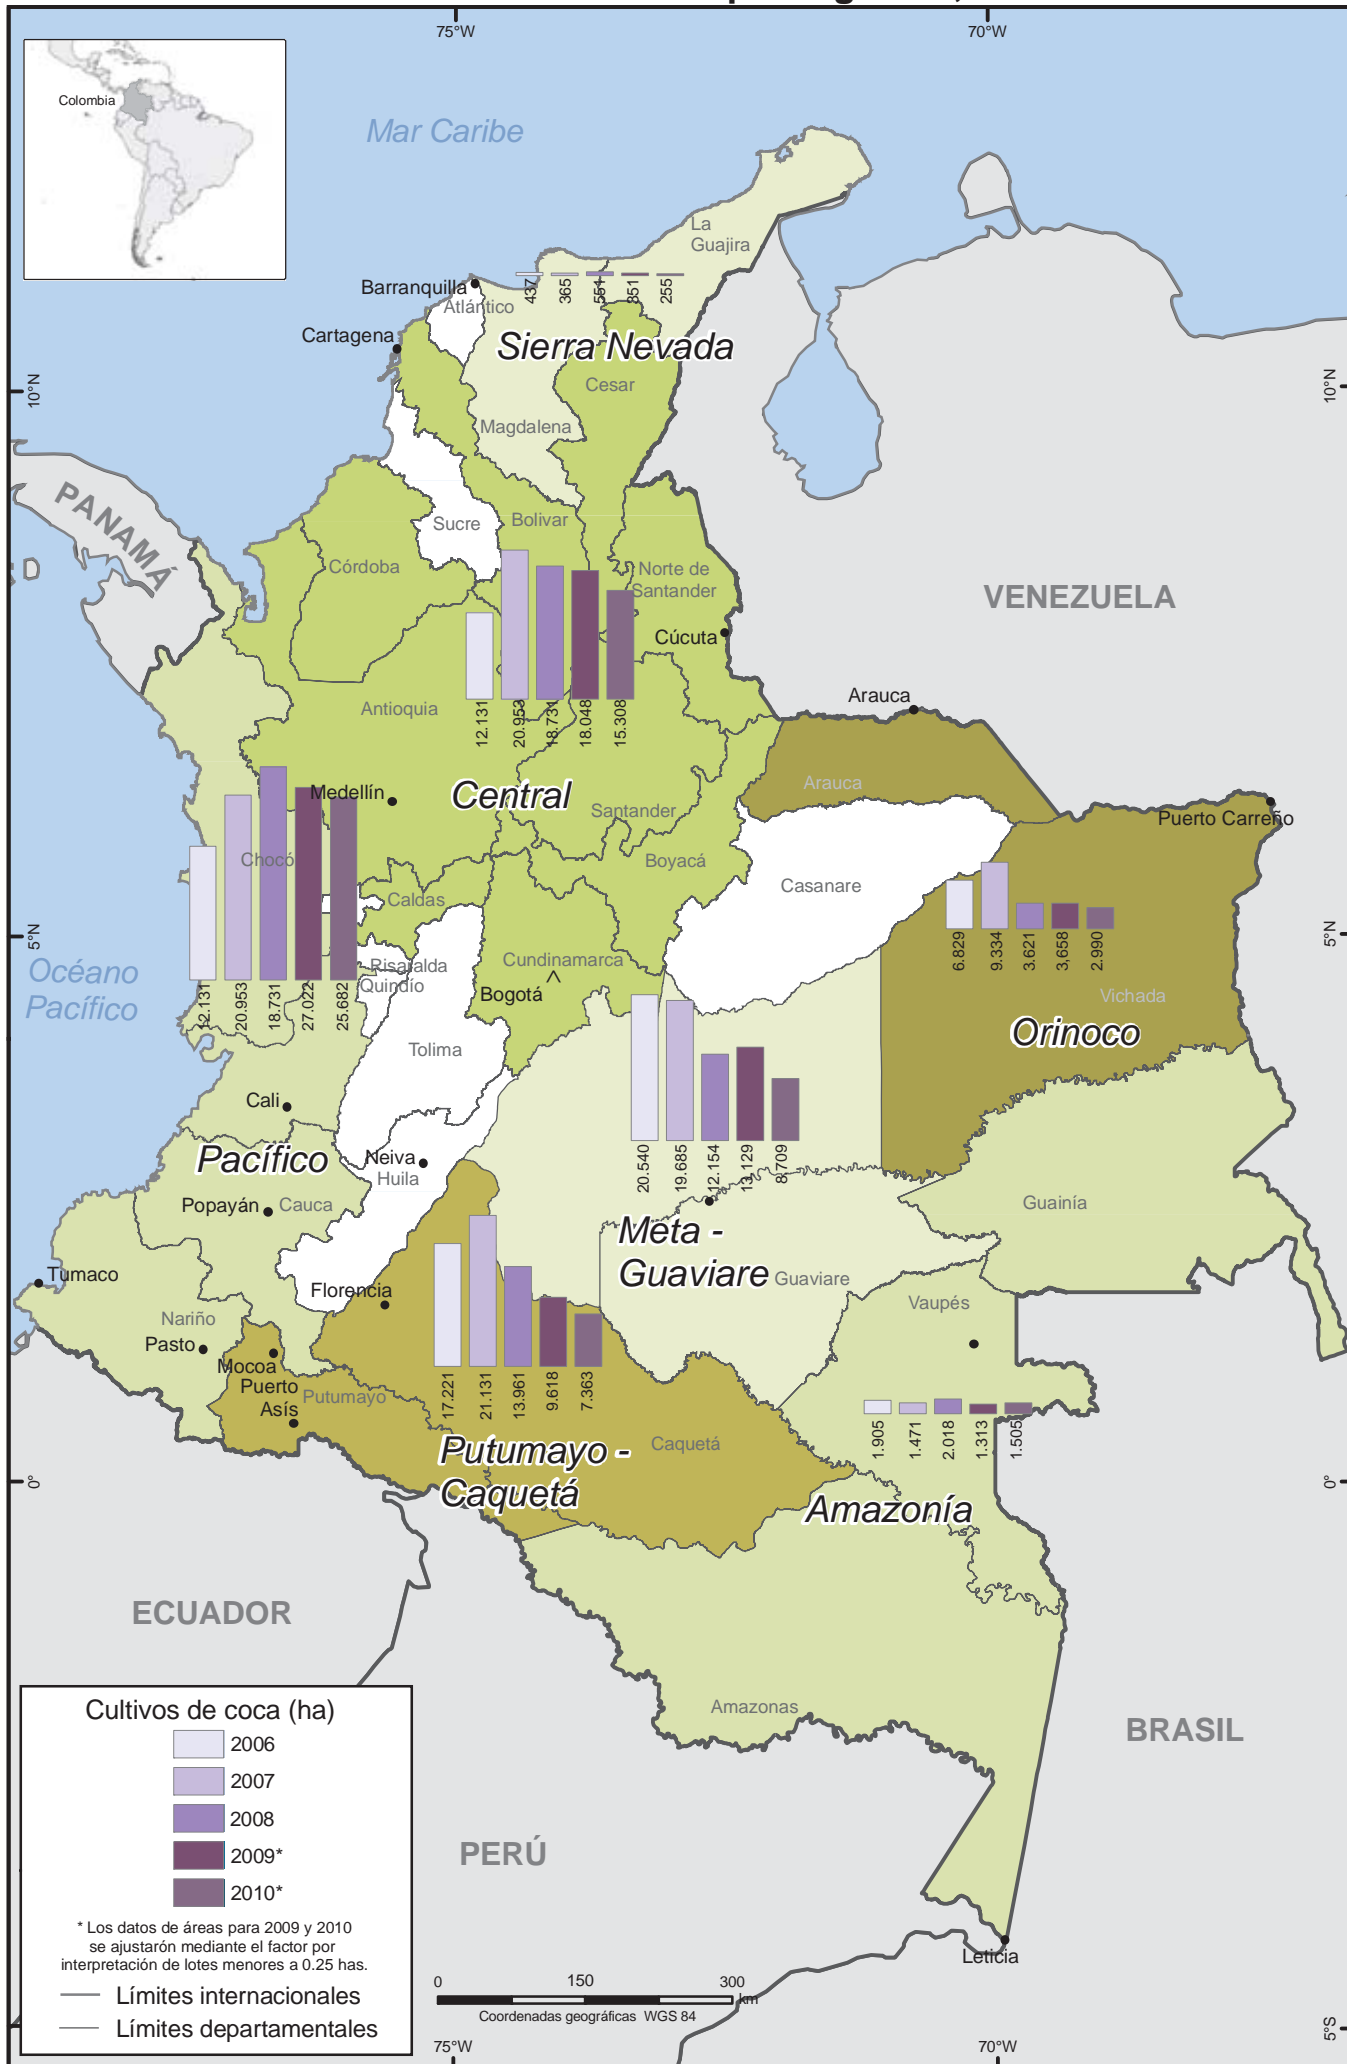 75°W
70°W
Colombia
Mar Caribe
La
Guajira
Barranquilla
Atlántico
437
365
551
351
255
Cartagena
Sierra Nevada
Cesar
10°N
10°N
Magdalena
PANAMÁ
Sucre
Bolivar
Córdoba
Norte de
Santander
VENEZUELA
Cúcuta
Antioquia
12.131
20.953
18.731
18.048
15.308
Arauca
Medellín
Central
Santander
Arauca
Puerto Carreño
Chocó
Boyacá
Caldas
Casanare
5°N
5°N
6.829
9.334
3.621
3,658
2.990
Océano
Pacífico
Risaralda
Quindío
Cundinamarca
Bogotá
Vichada
12.131
20.953
18.731
27.022
25.682
Orinoco
Tolima
Cali
Pacífico
Neiva
Huila
20.540
19.685
12.154
13.129
8.709
Popayán
Cauca
Guainía
Meta -
Guaviare
Guaviare
Tumaco
Florencia
Vaupés
Nariño
Pasto
Mocoa
Puerto
Asís
Putumayo
17.221
21.131
13.961
9.618
7.363
1.905
1.471
2.018
1.313
1.505
Putumayo -
Caquetá
Caquetá
0°
0°
Amazonía
ECUADOR
Amazonas
BRASIL
PERÚ
Leticia
Cultivos de coca (ha)
2006
2007
2008
2009*
2010*
* Los datos de áreas para 2009 y 2010
se ajustarón mediante el factor por
interpretación de lotes menores a 0.25 has.
Límites internacionales
Límites departamentales
0 150 300
km
Coordenadas geográficas WGS 84
5°S
75°W
70°W